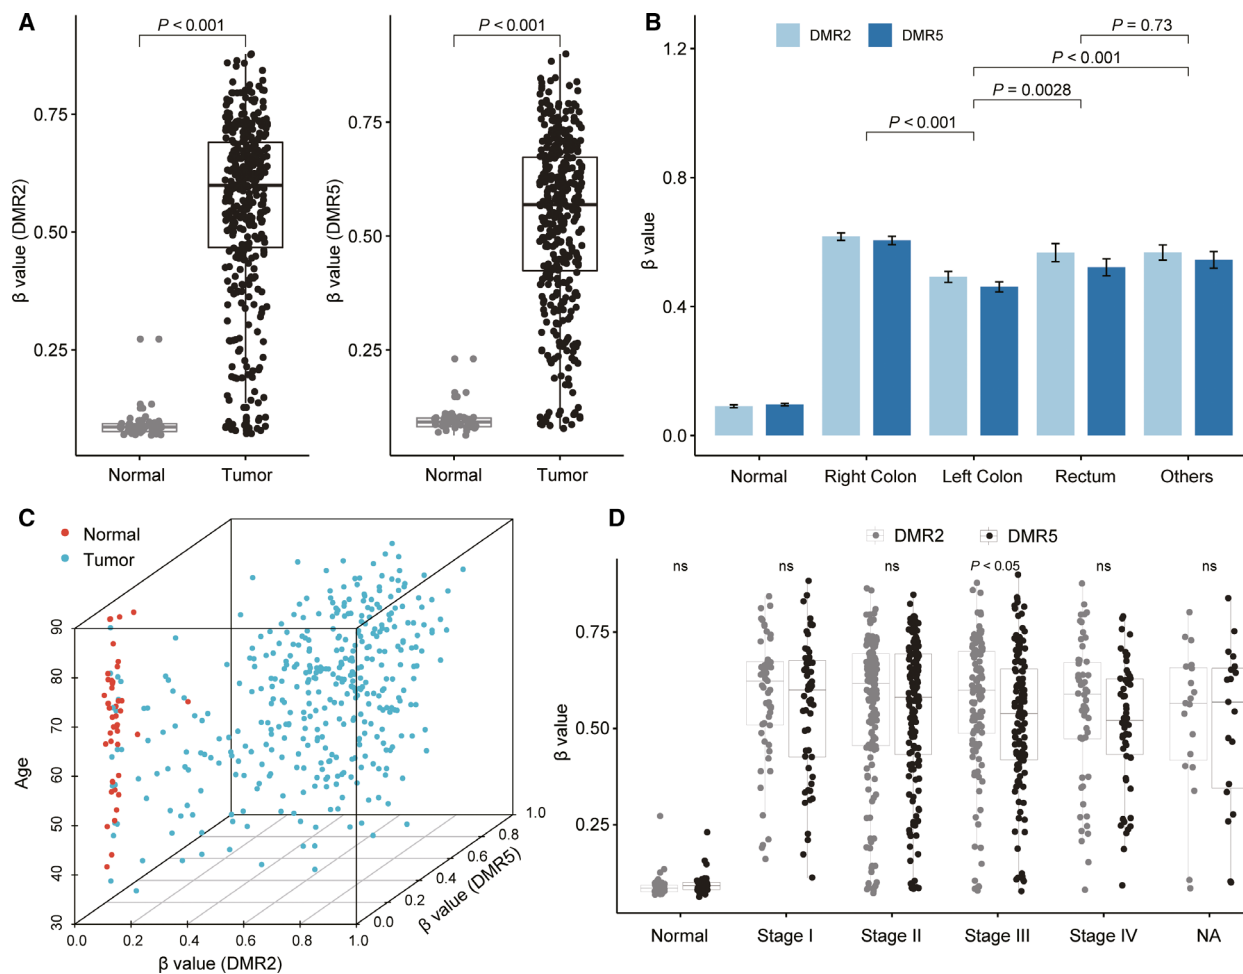 A
P < 0.001
β value (DMR2)
0.75
0.50
0.25
Normal
Tumor
P < 0.001
β value (DMR5)
0.75
0.50
0.25
Normal
Tumor
B
DMR2
DMR5
P = 0.73
P < 0.001
P = 0.0028
P < 0.001
β value
1.2
0.8
0.4
0.0
Normal
Right Colon
Left Colon
Rectum
Others
C
Normal
Tumor
Age
90
80
70
60
50
40
30
0.0
0.2
0.4
0.6
0.8
1.0
β value (DMR2)
0.0
0.2
0.4
0.6
0.8
1.0
β value (DMR5)
D
DMR2
DMR5
ns
ns
ns
P < 0.05
ns
ns
β value
0.75
0.50
0.25
Normal
Stage I
Stage II
Stage III
Stage IV
NA